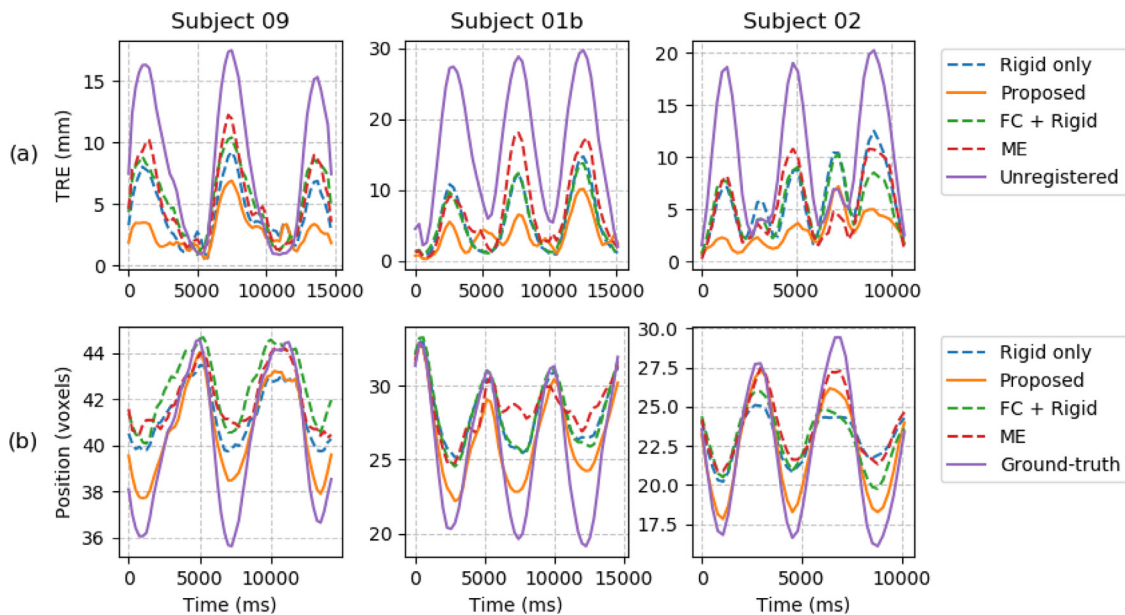 Subject 09 Subject 01b Subject 02
(a)
TRE (mm)
15
10
5
0
0 5000 10000 15000
30
20
10
0
0 5000 10000 15000
20
15
10
5
0
0 5000 10000
Rigid only
Proposed
FC + Rigid
ME
Unregistered
(b)
Position (voxels)
44
42
40
38
36
0 5000 10000
Time (ms)
30
25
20
0 5000 10000 15000
Time (ms)
30.0
27.5
25.0
22.5
20.0
17.5
0 5000 10000
Time (ms)
Rigid only
Proposed
FC + Rigid
ME
Ground-truth